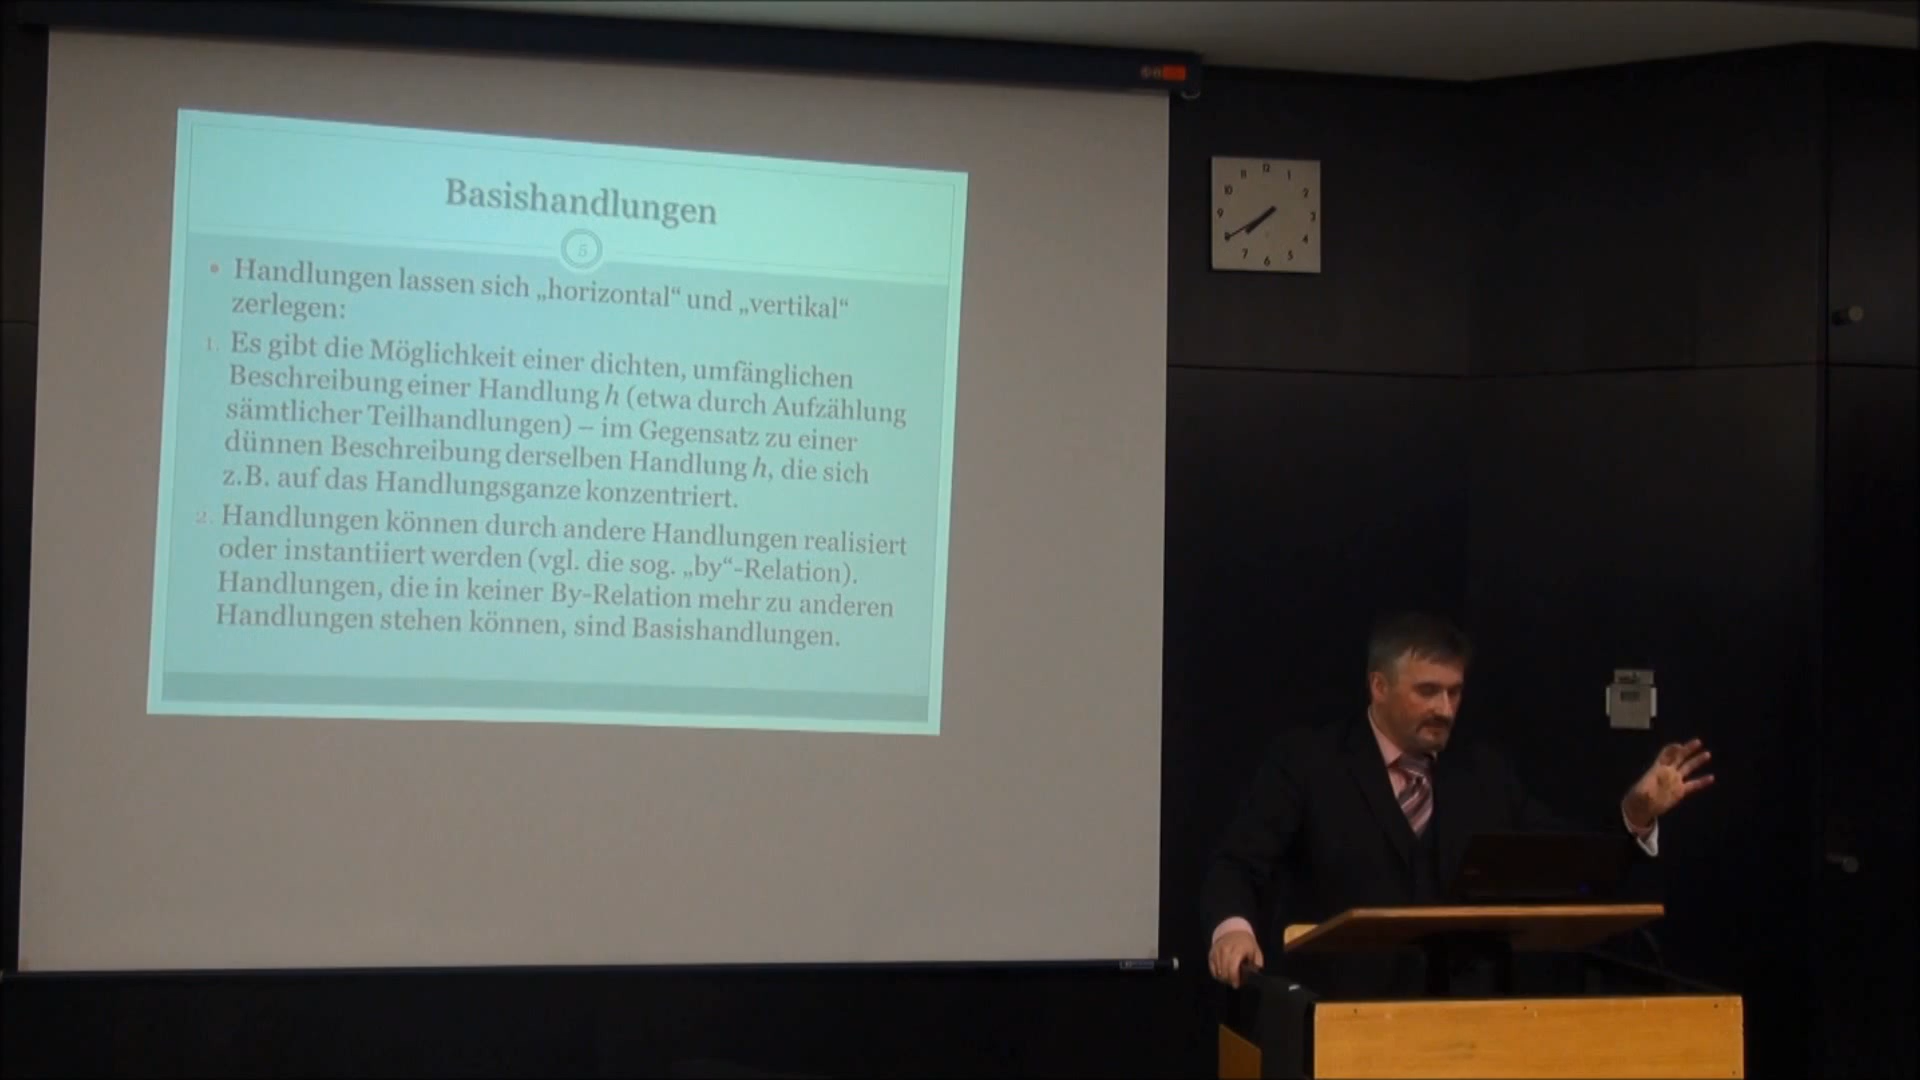 Basishandlungen
5
• Handlungen lassen sich „horizontal“ und „vertikal“
zerlegen:
1. Es gibt die Möglichkeit einer dichten, umfänglichen
Beschreibung einer Handlung h (etwa durch Aufzählung
sämtlicher Teilhandlungen) – im Gegensatz zu einer
dünnen Beschreibung derselben Handlung h, die sich
z.B. auf das Handlungsganze konzentriert.
2. Handlungen können durch andere Handlungen realisiert
oder instantiiert werden (vgl. die sog. „by“-Relation).
Handlungen, die in keiner By-Relation mehr zu anderen
Handlungen stehen können, sind Basishandlungen.
12
11 1
10 2
9 3
4
7 5
6